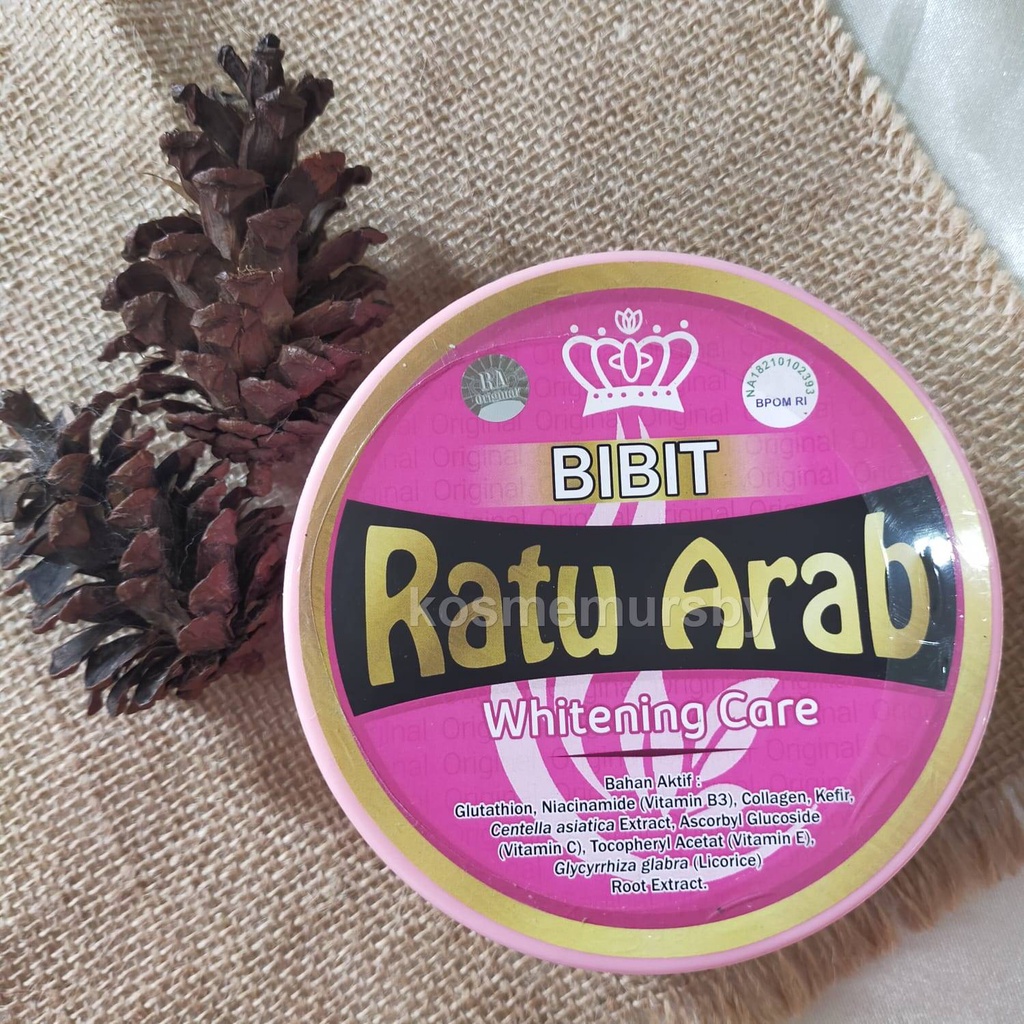 RA
Original
NA18210102393
BPOM RI
BIBIT
Ratu Arab
kosmemursby
Whitening Care
Bahan Aktif :
Glutathion, Niacinamide (Vitamin B3), Collagen, Kefir,
Centella asiatica Extract, Ascorbyl Glucoside
(Vitamin C), Tocopheryl Acetat (Vitamin E),
Glycyrrhiza glabra (Licorice)
Root Extract.